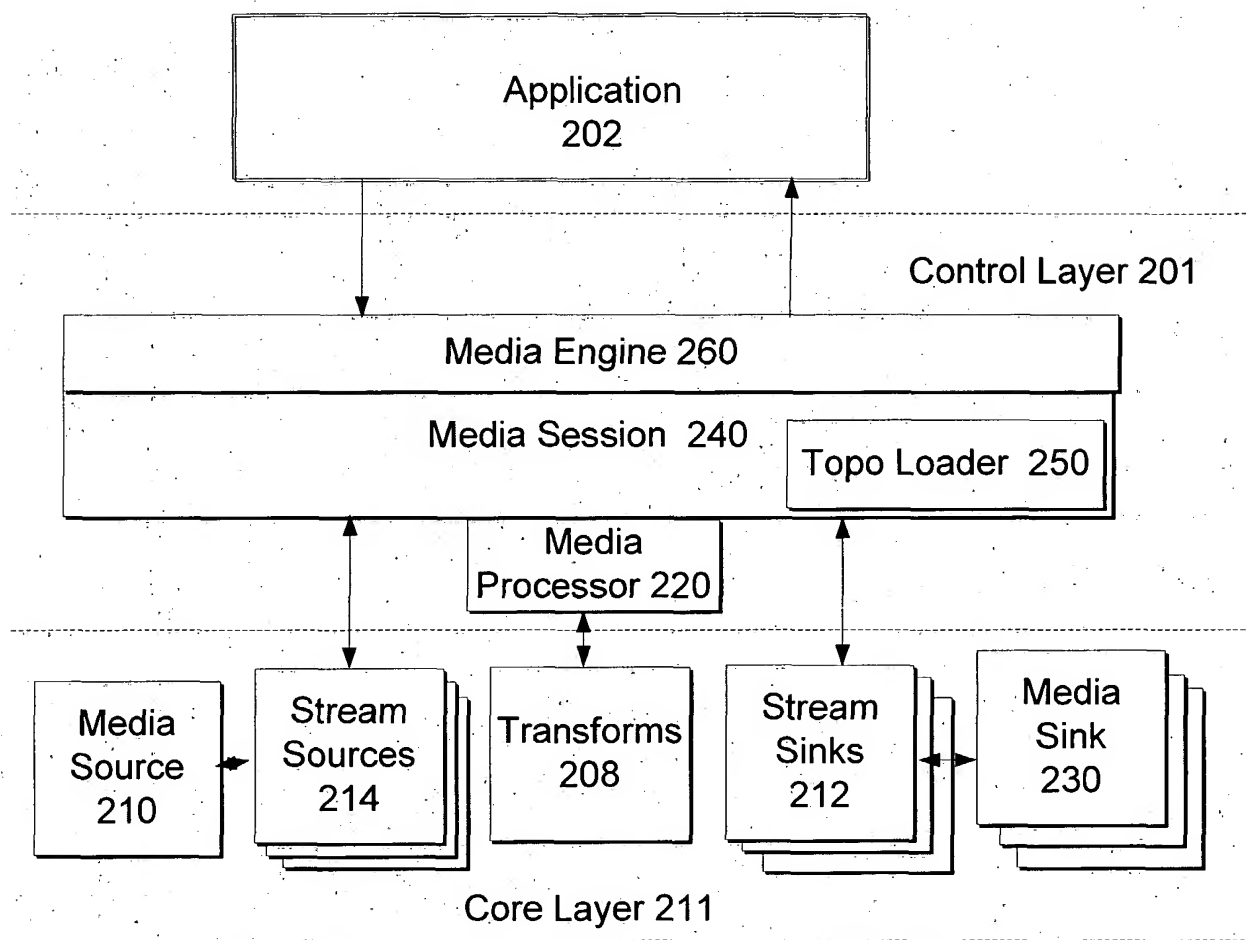 Application
202
Control Layer 201
Media Engine 260
Media Session 240
Topo Loader 250
Media
Processor 220
Media
Source
210
Stream
Sources
214
Transforms
208
Stream
Sinks
212
Media
Sink
230
Core Layer 211